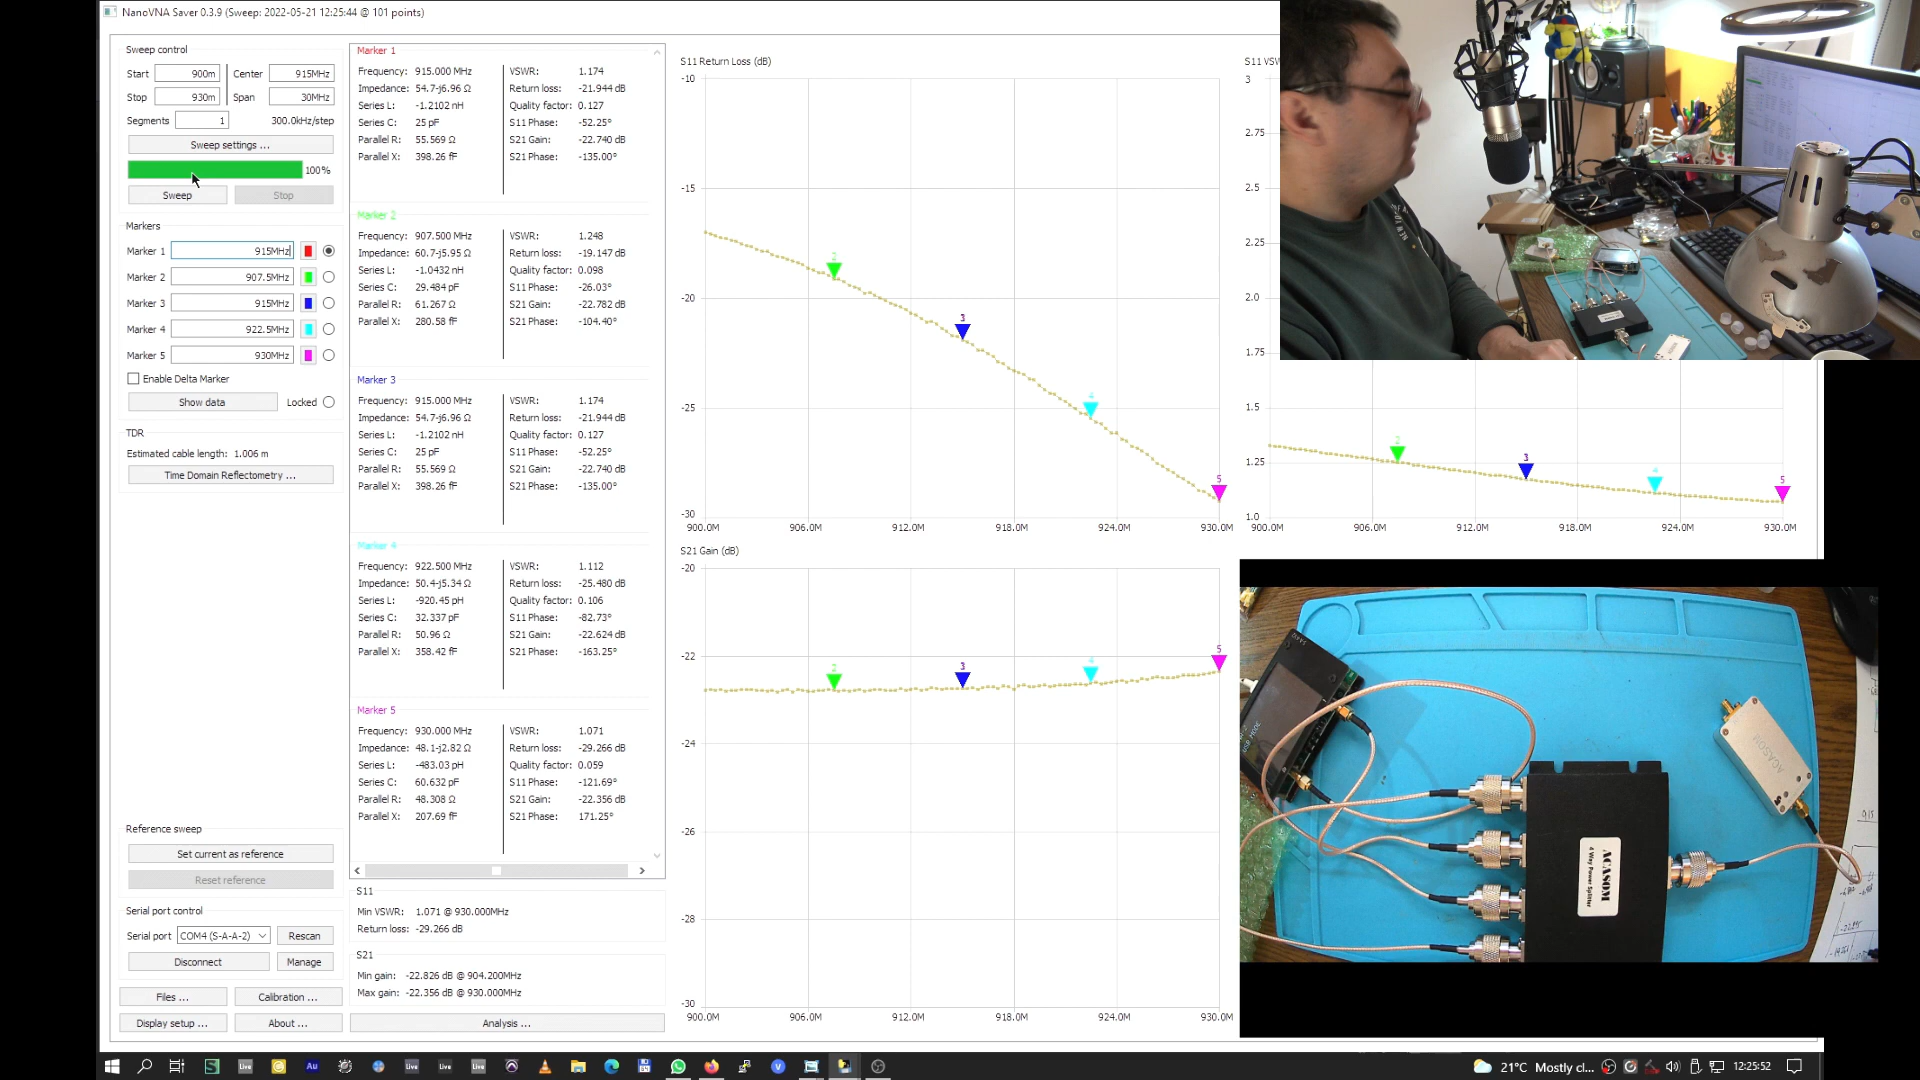 NanoVNA Saver 0.3.9 (Sweep: 2022-05-21 12:25:44 @ 101 points)
Sweep control
Start 900m Center 915MHz
Stop 930m Span 30MHz
Segments 1 300.0kHz/step
Sweep settings ...
100%
Sweep Stop
Markers
Marker 1 915MHz
Marker 2 907.5MHz
Marker 3 915MHz
Marker 4 922.5MHz
Marker 5 930MHz
Enable Delta Marker
Show data Locked
TDR
Estimated cable length: 1.006 m
Time Domain Reflectometry ...
Reference sweep
Set current as reference
Reset reference
Serial port control
Serial port COM4 (S-A-A-2) Rescan
Disconnect Manage
Files ... Calibration ...
Display setup ... About ...
Marker 1
Frequency: 915.000 MHz VSWR: 1.174
Impedance: 54.7-j6.96 Ω Return loss: -21.944 dB
Series L: -1.2102 nH Quality factor: 0.127
Series C: 25 pF S11 Phase: -52.25°
Parallel R: 55.569 Ω S21 Gain: -22.740 dB
Parallel X: 398.26 fF S21 Phase: -135.00°
Marker 2
Frequency: 907.500 MHz VSWR: 1.248
Impedance: 60.7-j5.95 Ω Return loss: -19.147 dB
Series L: -1.0432 nH Quality factor: 0.098
Series C: 29.484 pF S11 Phase: -26.03°
Parallel R: 61.267 Ω S21 Gain: -22.782 dB
Parallel X: 280.58 fF S21 Phase: -104.40°
Marker 3
Frequency: 915.000 MHz VSWR: 1.174
Impedance: 54.7-j6.96 Ω Return loss: -21.944 dB
Series L: -1.2102 nH Quality factor: 0.127
Series C: 25 pF S11 Phase: -52.25°
Parallel R: 55.569 Ω S21 Gain: -22.740 dB
Parallel X: 398.26 fF S21 Phase: -135.00°
Marker 4
Frequency: 922.500 MHz VSWR: 1.112
Impedance: 50.4-j5.34 Ω Return loss: -25.480 dB
Series L: -920.45 pH Quality factor: 0.106
Series C: 32.337 pF S11 Phase: -82.73°
Parallel R: 50.96 Ω S21 Gain: -22.624 dB
Parallel X: 358.42 fF S21 Phase: -163.25°
Marker 5
Frequency: 930.000 MHz VSWR: 1.071
Impedance: 48.1-j2.82 Ω Return loss: -29.266 dB
Series L: -483.03 pH Quality factor: 0.059
Series C: 60.632 pF S11 Phase: -121.69°
Parallel R: 48.308 Ω S21 Gain: -22.356 dB
Parallel X: 207.69 fF S21 Phase: 171.25°
S11
Min VSWR: 1.071 @ 930.000MHz
Return loss: -29.266 dB
S21
Min gain: -22.826 dB @ 904.200MHz
Max gain: -22.356 dB @ 930.000MHz
Analysis ...
S11 Return Loss (dB)
-10
-15
-20
-25
-30
2
3
4
5
900.0M 906.0M 912.0M 918.0M 924.0M 930.0M
S21 Gain (dB)
-20
-22
-24
-26
-28
-30
2
3
4
5
900.0M 906.0M 912.0M 918.0M 924.0M 930.0M
S11 VSW
3
2.75
2.5
2.25
2.0
1.75
1.5
1.25
1.0
2
3
4
5
900.0M 906.0M 912.0M 918.0M 924.0M 930.0M
ACASOM
4 Way Power Splitter
ACASOM
21°C Mostly cl... 12:25:52